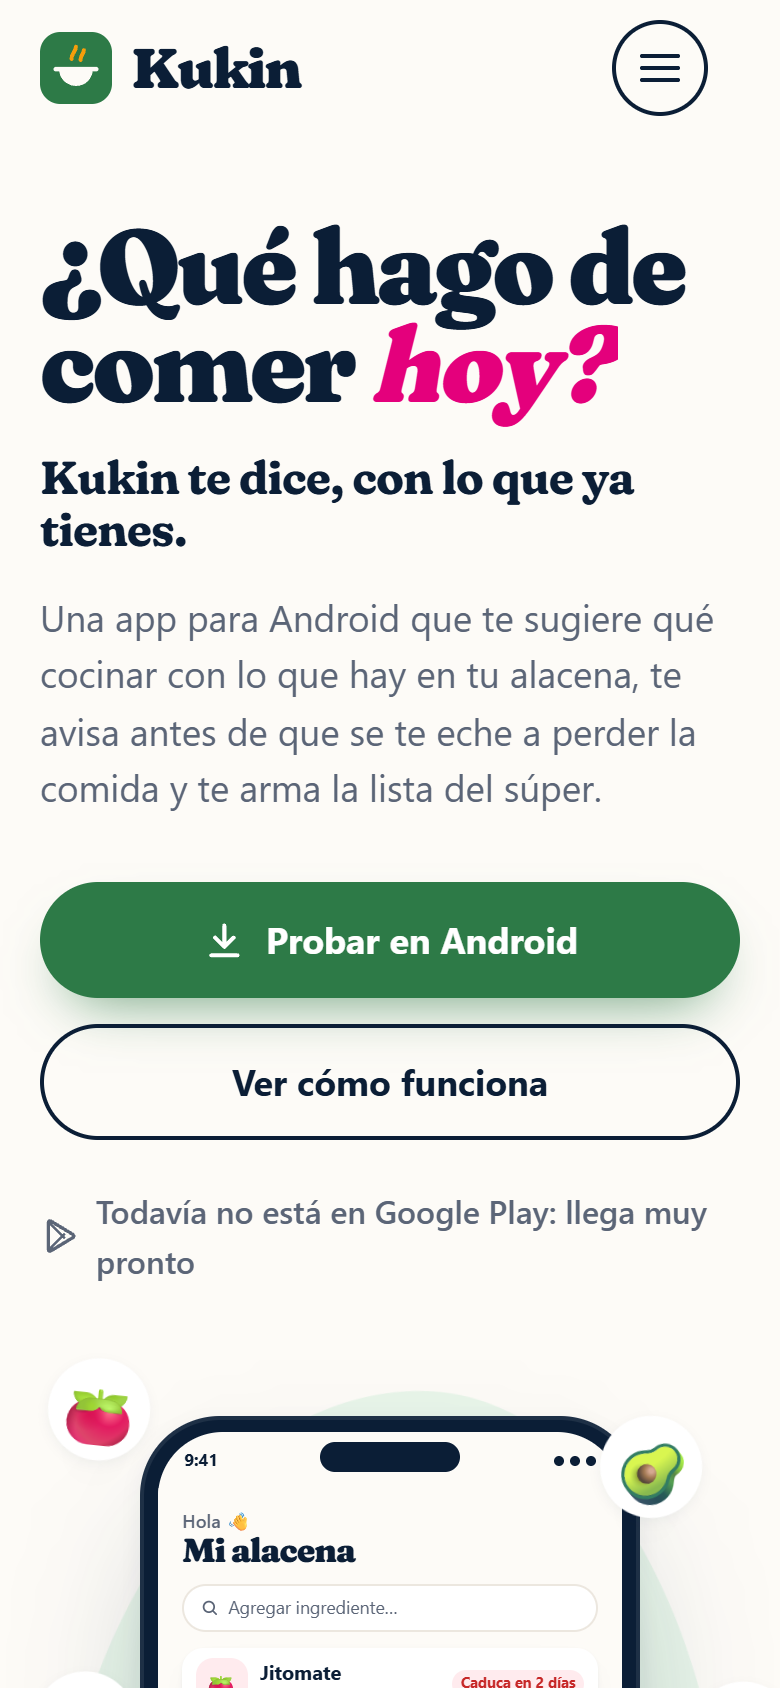 Kukin
¿Qué hago de
comer hoy?
Kukin te dice, con lo que ya
tienes.
Una app para Android que te sugiere qué
cocinar con lo que hay en tu alacena, te
avisa antes de que se te eche a perder la
comida y te arma la lista del súper.
Probar en Android
Ver cómo funciona
Todavía no está en Google Play: llega muy
pronto
9:41
Hola 👋
Mi alacena
Agregar ingrediente...
Jitomate
Caduca en 2 días